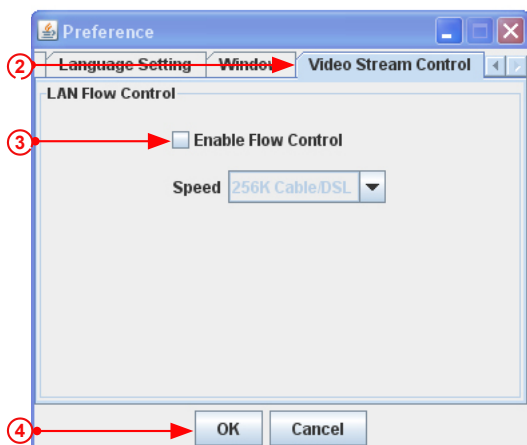 Preference
2 Language Setting Window Video Stream Control
LAN Flow Control
3 Enable Flow Control
Speed 256K Cable/DSL
4 OK Cancel